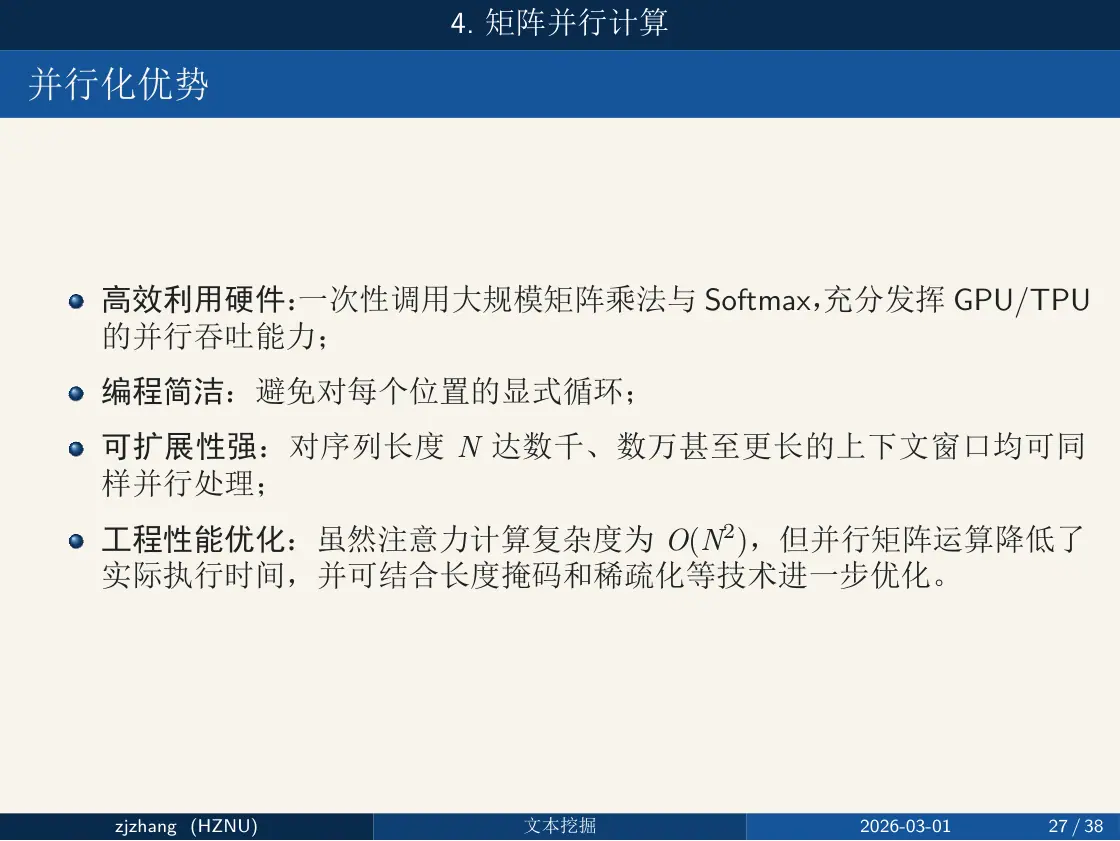 4. 矩阵并行计算
并行化优势
高效利用硬件:一次性调用大规模矩阵乘法与 Softmax,充分发挥 GPU/TPU
的并行吞吐能力；
编程简洁：避免对每个位置的显式循环；
可扩展性强：对序列长度 N 达数千、数万甚至更长的上下文窗口均可同
样并行处理；
工程性能优化：虽然注意力计算复杂度为 O(N²)，但并行矩阵运算降低了
实际执行时间，并可结合长度掩码和稀疏化等技术进一步优化。
zjzhang (HZNU) 文本挖掘 2026-03-01 27 / 38